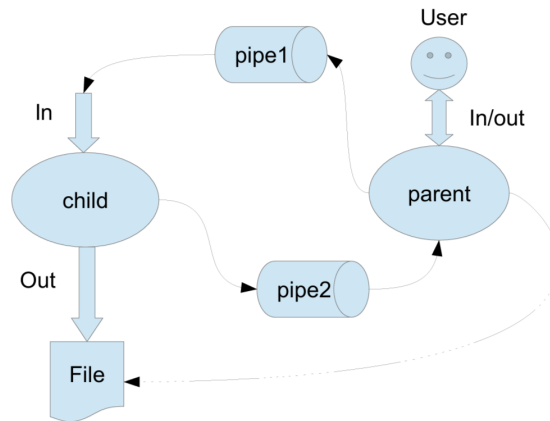 User
pipe1
In
In/out
child
parent
Out
pipe2
File